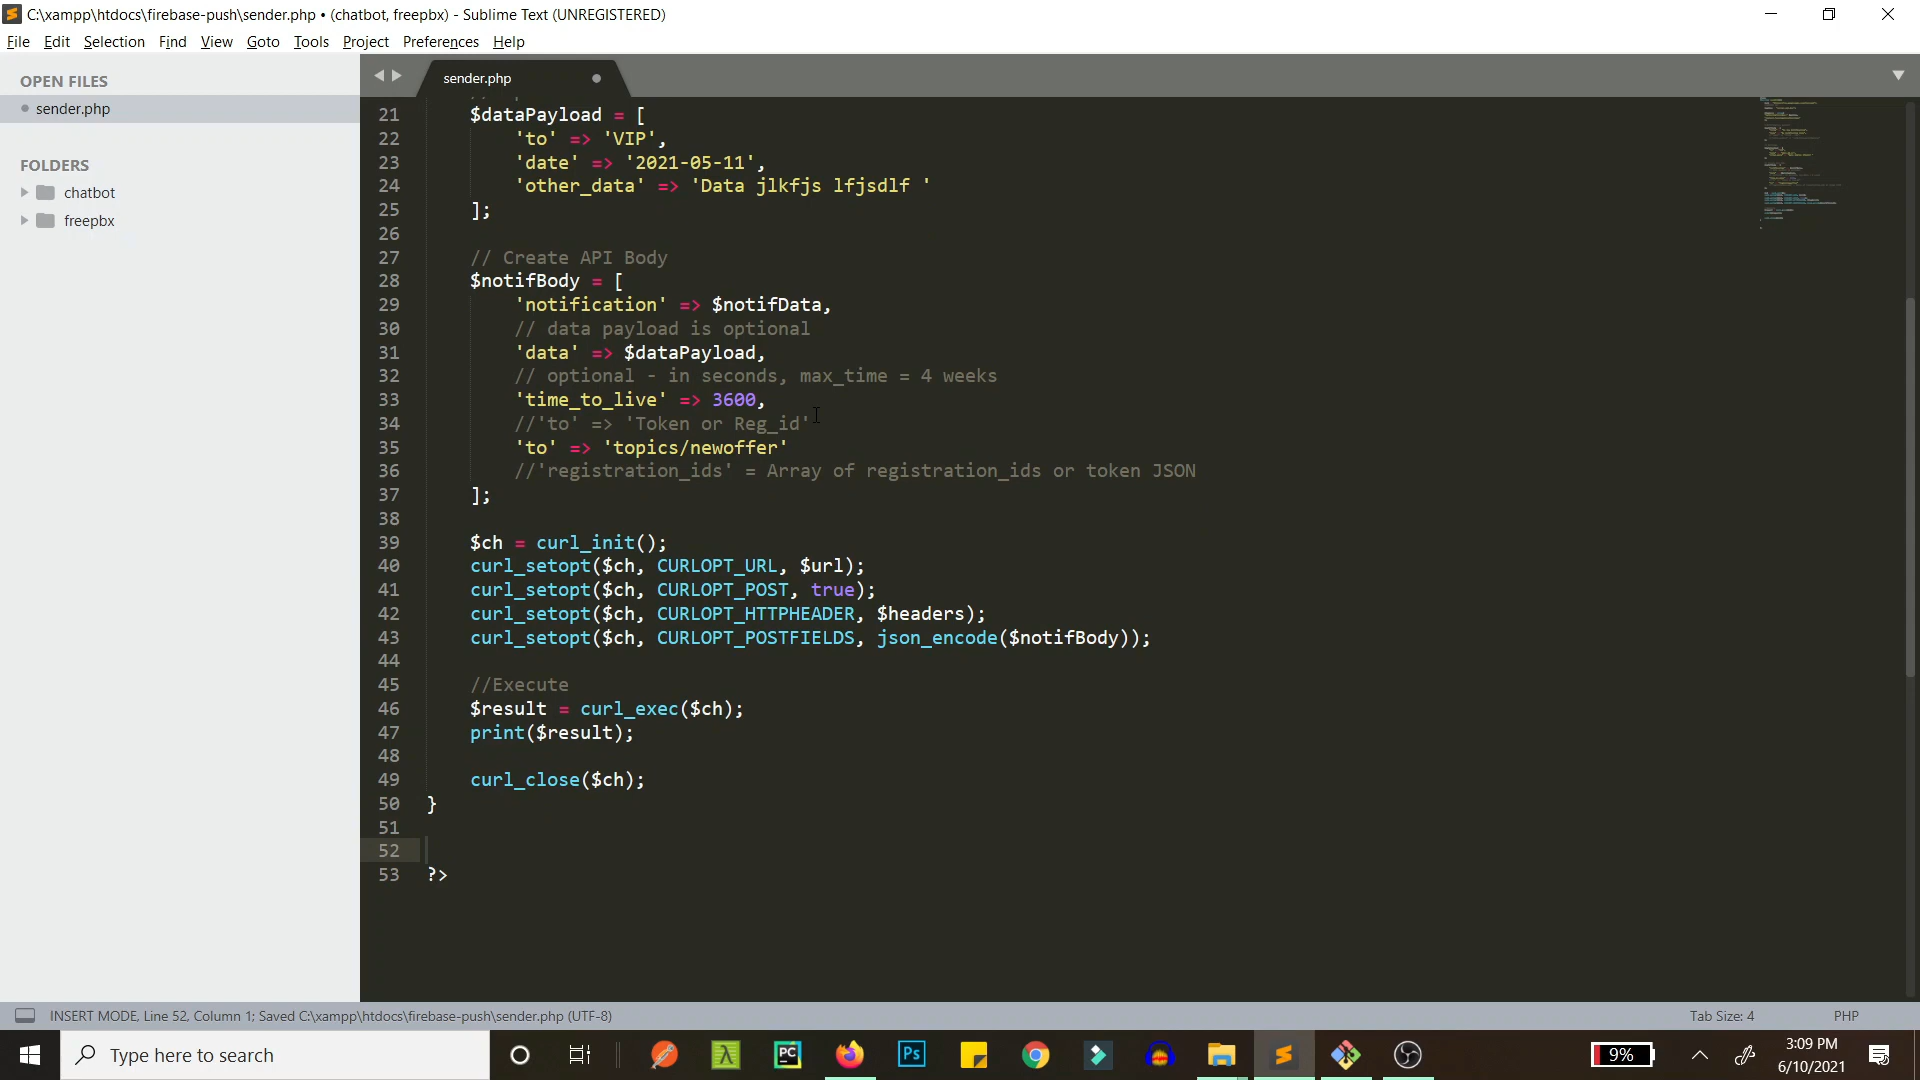 C:\xampp\htdocs\firebase-push\sender.php • (chatbot, freepbx) - Sublime Text (UNREGISTERED)
File Edit Selection Find View Goto Tools Project Preferences Help
OPEN FILES
sender.php
FOLDERS
chatbot
freepbx
sender.php
21 $dataPayload = [
22 'to' => 'VIP',
23 'date' => '2021-05-11',
24 'other_data' => 'Data jlkfjs lfjsdlf '
25 ];
26
27 // Create API Body
28 $notifBody = [
29 'notification' => $notifData,
30 // data payload is optional
31 'data' => $dataPayload,
32 // optional - in seconds, max_time = 4 weeks
33 'time_to_live' => 3600,
34 //'to' => 'Token or Reg_id'
35 'to' => 'topics/newoffer'
36 //'registration_ids' = Array of registration_ids or token JSON
37 ];
38
39 $ch = curl_init();
40 curl_setopt($ch, CURLOPT_URL, $url);
41 curl_setopt($ch, CURLOPT_POST, true);
42 curl_setopt($ch, CURLOPT_HTTPHEADER, $headers);
43 curl_setopt($ch, CURLOPT_POSTFIELDS, json_encode($notifBody));
44
45 //Execute
46 $result = curl_exec($ch);
47 print($result);
48
49 curl_close($ch);
50 }
51
52
53 ?>
INSERT MODE, Line 52, Column 1; Saved C:\xampp\htdocs\firebase-push\sender.php (UTF-8)
Tab Size: 4
PHP
Type here to search
PC
Ps
9%
3:09 PM
6/10/2021